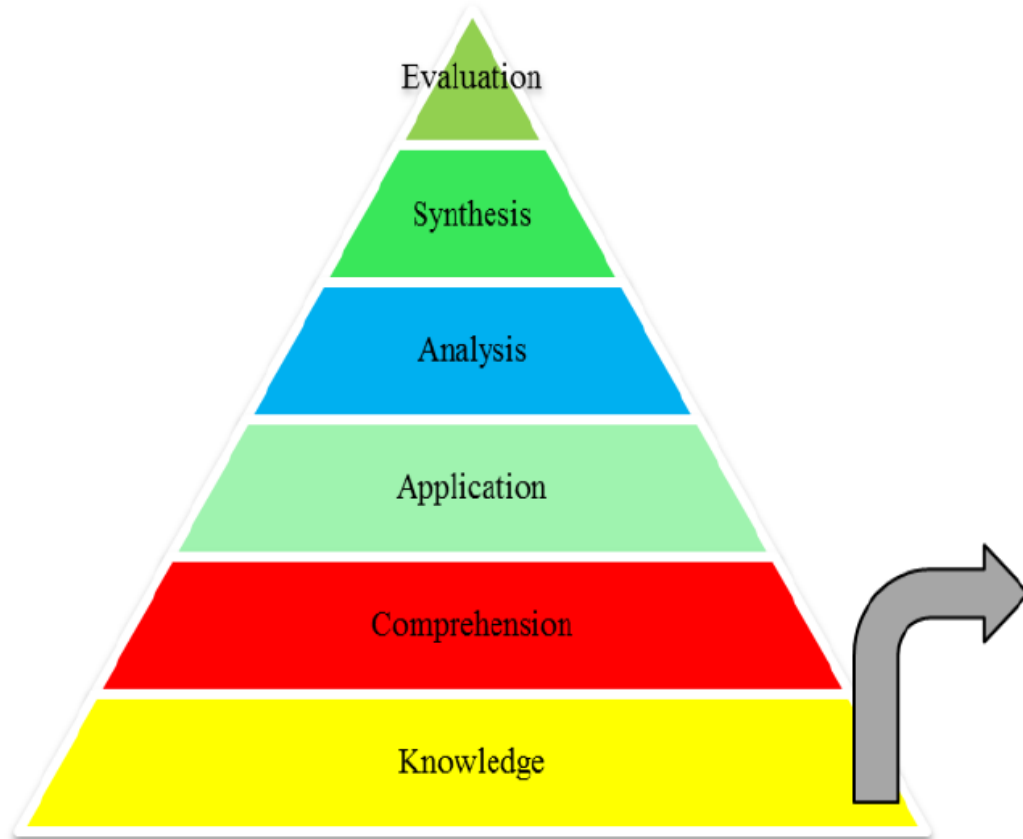 Evaluation
Synthesis
Analysis
Application
Comprehension
Knowledge